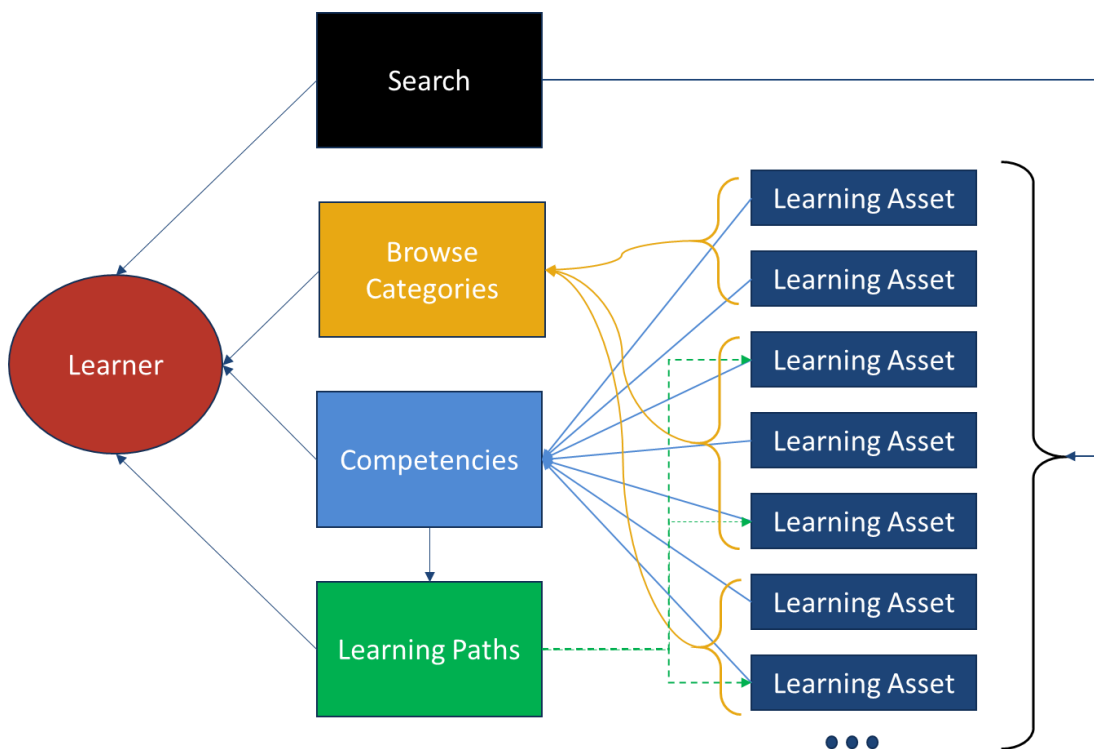 Search
Browse
Categories
Learner
Competencies
Learning Paths
Learning Asset
Learning Asset
Learning Asset
Learning Asset
Learning Asset
Learning Asset
Learning Asset